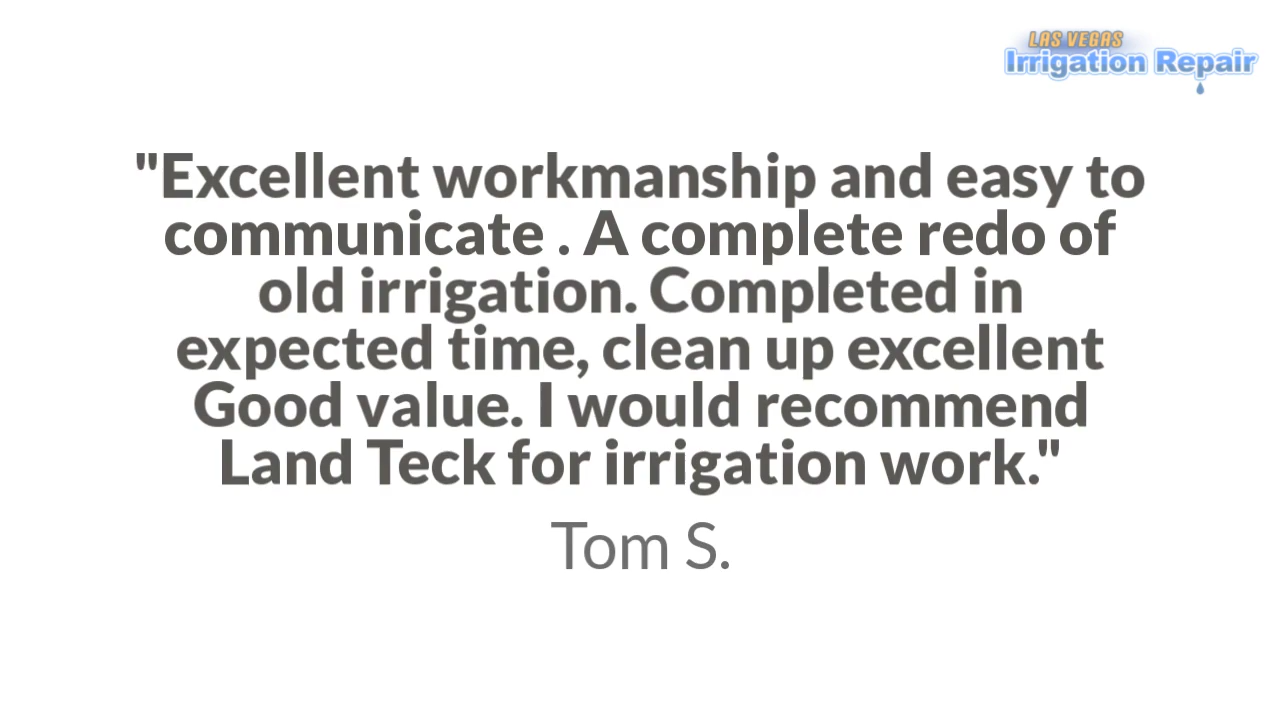 LAS VEGAS
Irrigation Repair
"Excellent workmanship and easy to
communicate . A complete redo of
old irrigation. Completed in
expected time, clean up excellent
Good value. I would recommend
Land Teck for irrigation work."
Tom S.